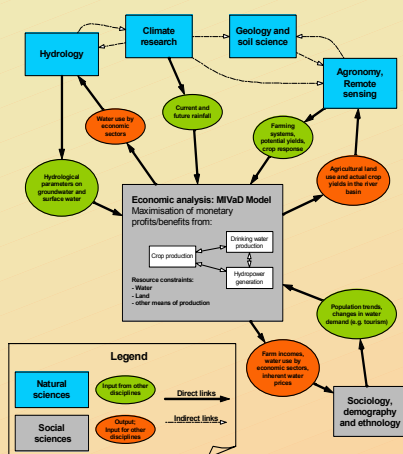 Climate
research
Geology and
soil science
Hydrology
Agronomy,
Remote
sensing
Water use by
economic
sectors
Current and
future rainfall
Farming
systems,
potential yields,
crop response
Hydrological
parameters on
groundwater and
surface water
Agricultural land
use and actual crop
yields in the river
basin
Economic analysis: MIVaD Model
Maximisation of monetary
profits/benefits from:
Drinking water
production
Crop production
Hydropower
generation
Resource constraints:
- Water
- Land
- other means of production
Population trends,
changes in water
demand (e.g. tourism)
Farm incomes,
water use by
economic sectors,
inherent water
prices
Sociology,
demography
and ethnology
Legend
Natural
sciences
Input from other
disciplines
Direct links
Social
sciences
Output;
Input for other
disciplines
Indirect links